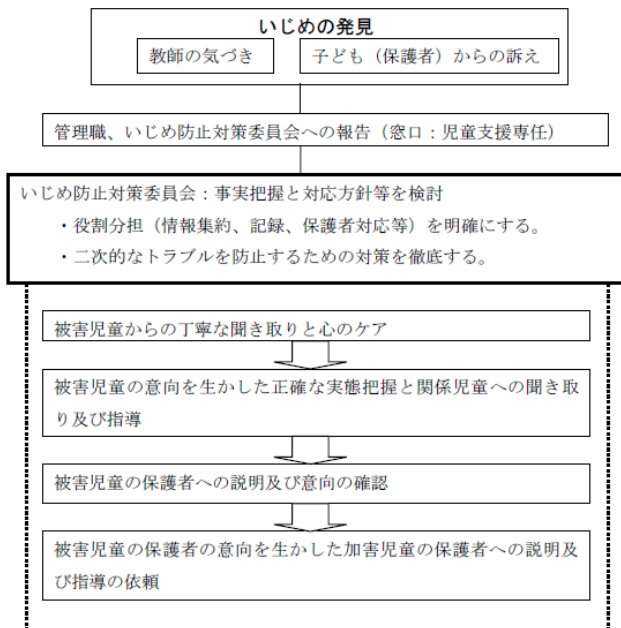 いじめの発見
教師の気づき
子ども（保護者）からの訴え
管理職、いじめ防止対策委員会への報告（窓口：児童支援専任）
いじめ防止対策委員会：事実把握と対応方針等を検討
・役割分担（情報集約、記録、保護者対応等）を明確にする。
・二次的なトラブルを防止するための対策を徹底する。
被害児童からの丁寧な聞き取りと心のケア
被害児童の意向を生かした正確な実態把握と関係児童への聞き取
り及び指導
被害児童の保護者への説明及び意向の確認
被害児童の保護者の意向を生かした加害児童の保護者への説明及
び指導の依頼